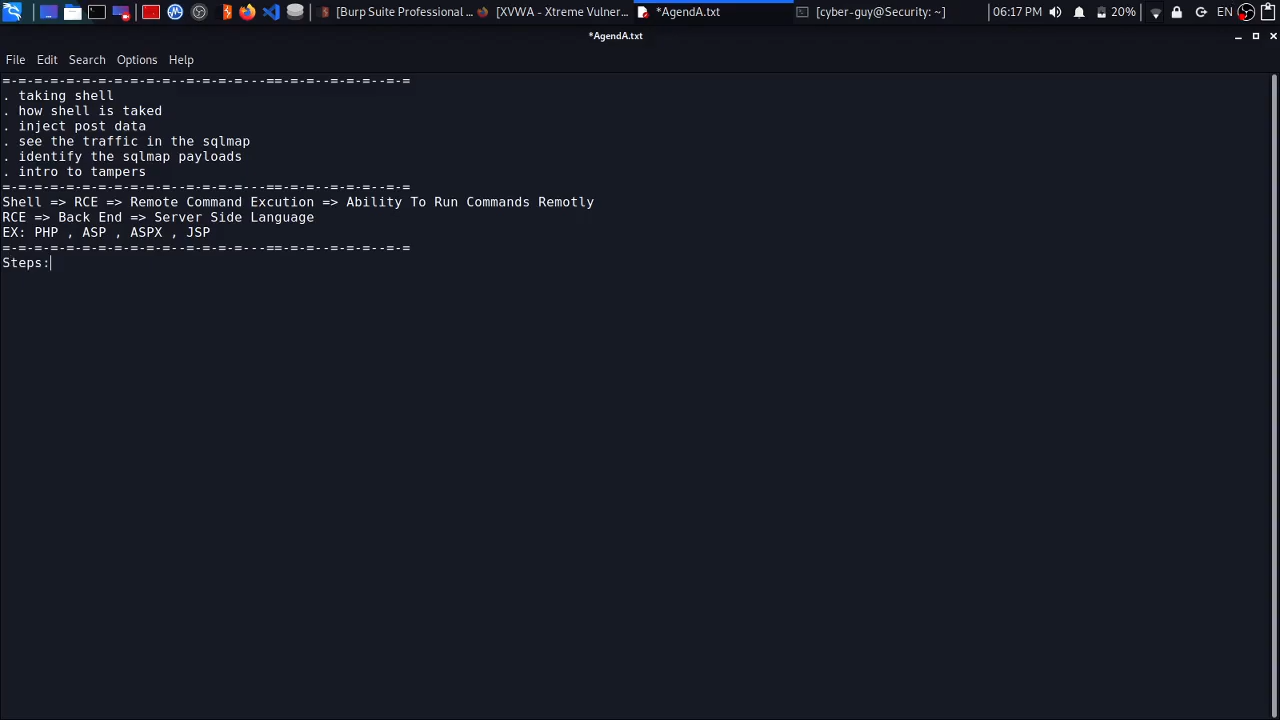 [Burp Suite Professional ... [XVWA - Xtreme Vulner... *AgendA.txt [cyber-guy@Security: ~] 06:17 PM 20% EN
*AgendA.txt
File Edit Search Options Help
=-=-=-=-=-=-=-=-=-=-=--=-=-=-=---==-=-=--=-=-=--=-=
. taking shell
. how shell is taked
. inject post data
. see the traffic in the sqlmap
. identify the sqlmap payloads
. intro to tampers
=-=-=-=-=-=-=-=-=-=-=--=-=-=-=---==-=-=--=-=-=--=-=
Shell => RCE => Remote Command Excution => Ability To Run Commands Remotly
RCE => Back End => Server Side Language
EX: PHP , ASP , ASPX , JSP
=-=-=-=-=-=-=-=-=-=-=--=-=-=-=---==-=-=--=-=-=--=-=
Steps: